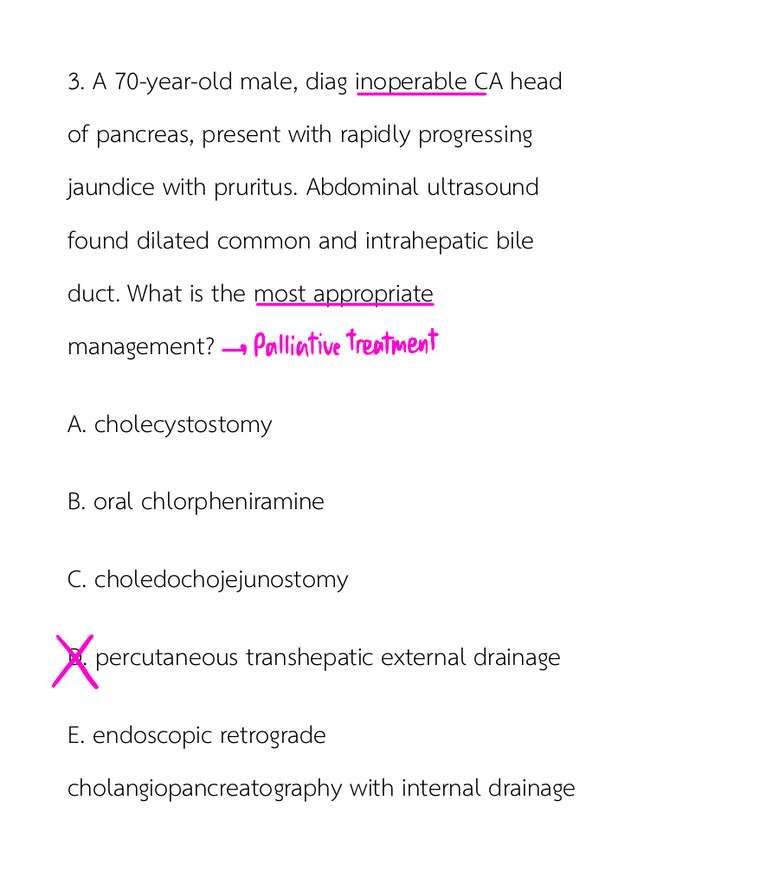 3. A 70-year-old male, diag inoperable CA head
of pancreas, present with rapidly progressing
jaundice with pruritus. Abdominal ultrasound
found dilated common and intrahepatic bile
duct. What is the most appropriate
management? → Palliative treatment
A. cholecystostomy
B. oral chlorpheniramine
C. choledochojejunostomy
D. percutaneous transhepatic external drainage
E. endoscopic retrograde
cholangiopancreatography with internal drainage